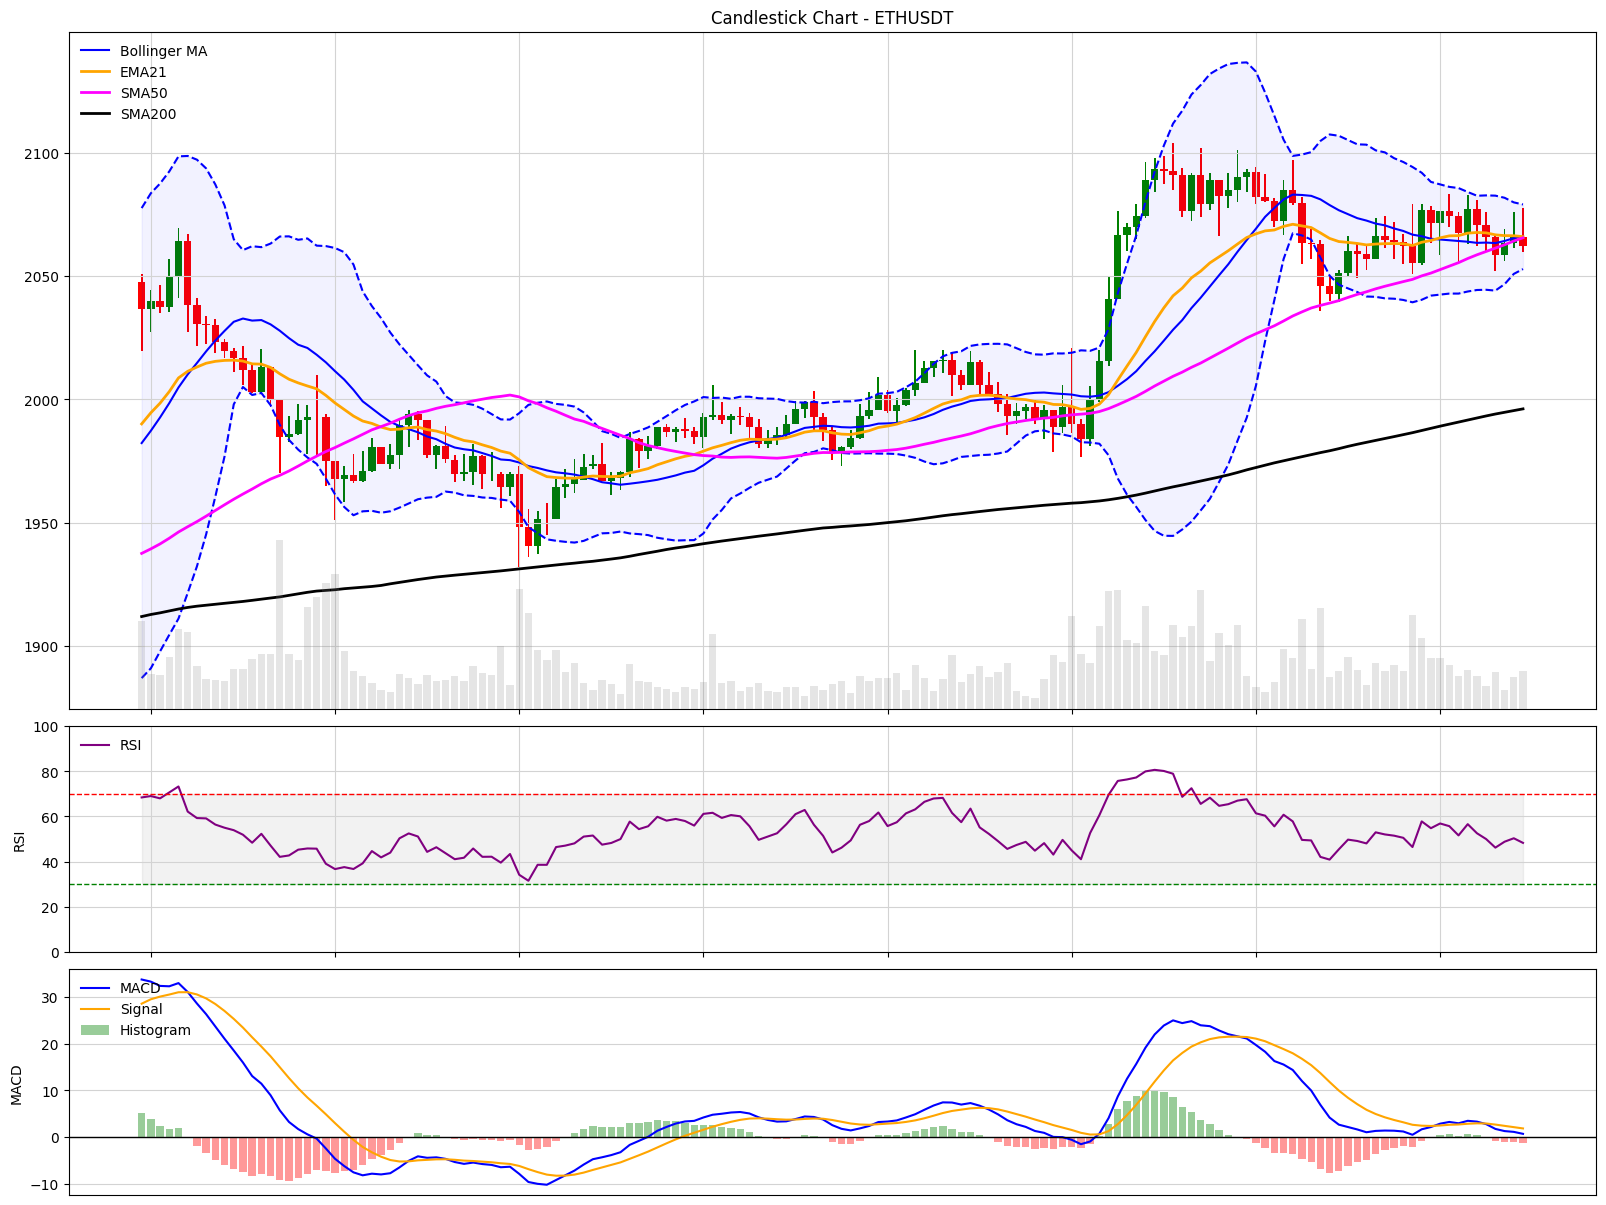 Candlestick Chart - ETHUSDT
Bollinger MA
EMA21
SMA50
SMA200
2100
2050
2000
1950
1900
RSI
100
80
60
40
20
0
RSI
MACD
Signal
Histogram
30
20
10
0
−10
MACD